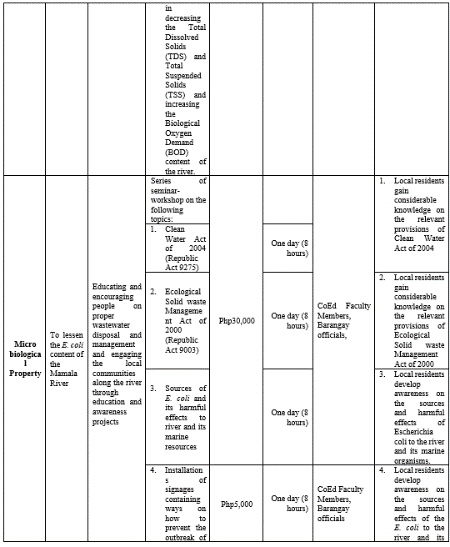 in
decreasing
the Total
Dissolved
Solids
(TDS) and
Total
Suspended
Solids
(TSS) and
increasing
the
Biological
Oxygen
Demand
(BOD)
content of
the river.
Micro
biologica
l
Property
To lessen
the E. coli
content of
the
Mamala
River
Educating and
encouraging
people on
proper
wastewater
disposal and
management
and engaging
the local
communities
along the river
through
education and
awareness
projects
Series of
seminar-
workshop on the
following
topics:
1. Clean
Water Act
of 2004
(Republic
Act 9275)
2. Ecological
Solid waste
Manageme
nt Act of
2000
(Republic
Act 9003)
3. Sources of
E. coli and
its harmful
effects to
river and its
marine
resources
Php30,000
One day (8
hours)
One day (8
hours)
One day (8
hours)
CoEd Faculty
Members,
Barangay
officials,
1. Local residents
gain
considerable
knowledge on
the relevant
provisions of
Clean Water
Act of 2004
2. Local residents
gain
considerable
knowledge on
the relevant
provisions of
Ecological
Solid waste
Management
Act of 2000
3. Local residents
develop
awareness on
the sources
and harmful
effects of
Escherichia
coli to the river
and its marine
organisms.
4. Installation
s of
signages
containing
ways on
how to
prevent the
outbreak of
Php5,000
One day (8
hours)
CoEd Faculty
Members,
Barangay
officials
4. Local residents
develop
awareness on
the sources
and harmful
effects of the
E. coli to the
river and its